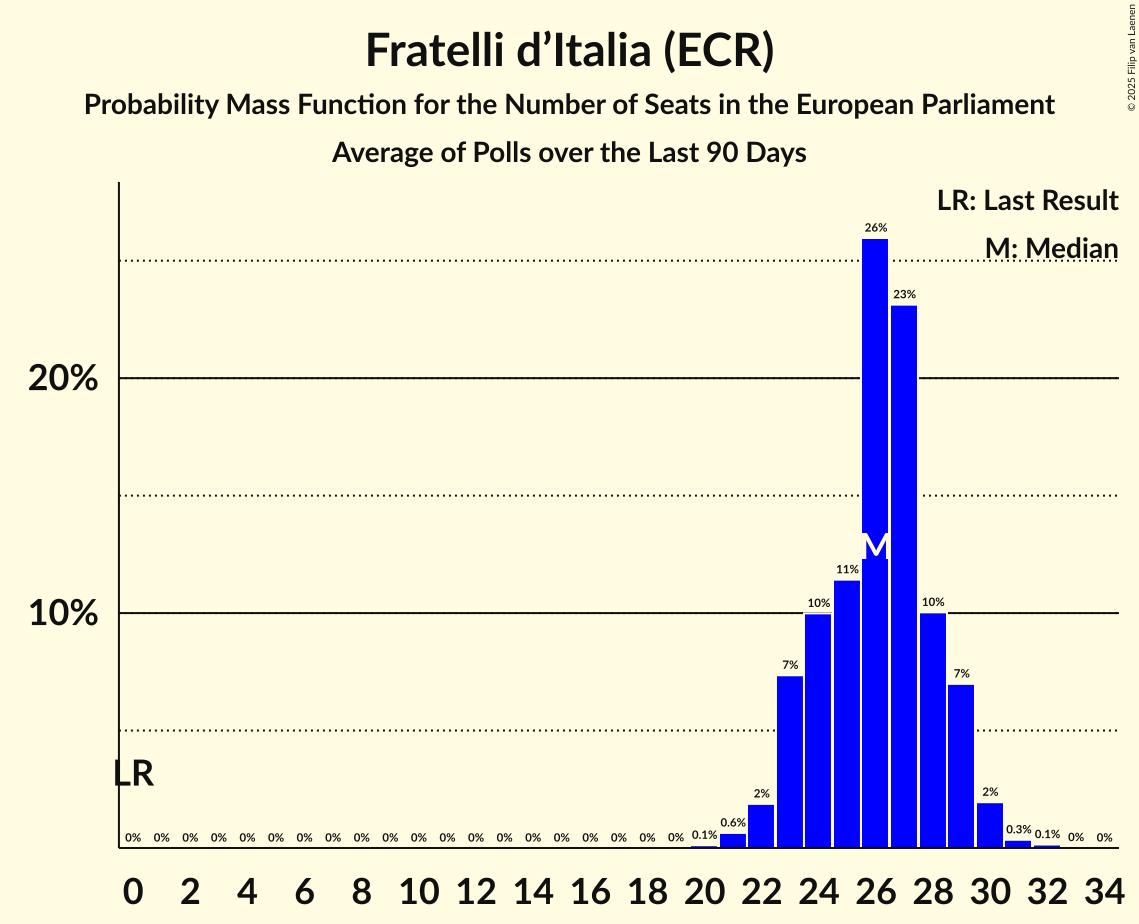 Fratelli d’Italia (ECR)
Probability Mass Function for the Number of Seats in the European Parliament
Average of Polls over the Last 90 Days
© 2025 Filip van Laenen
LR: Last Result
M: Median
26%
23%
20%
M
11%
10%
10%
10%
7%
7%
LR
2%
2%
0% 0% 0% 0% 0% 0% 0% 0% 0% 0% 0% 0% 0% 0% 0% 0% 0% 0% 0% 0% 0.1% 0.6% 0.3% 0.1% 0% 0%
0 2 4 6 8 10 12 14 16 18 20 22 24 26 28 30 32 34